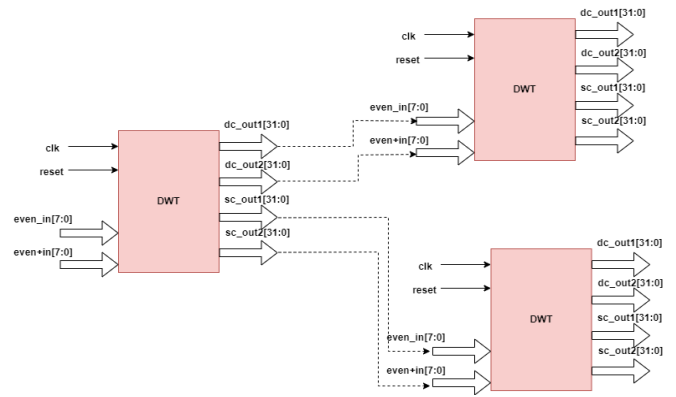 clk
reset
even_in[7:0]
even+in[7:0]
DWT
dc_out1[31:0]
dc_out2[31:0]
sc_out1[31:0]
sc_out2[31:0]
clk
reset
even_in[7:0]
even+in[7:0]
DWT
dc_out1[31:0]
dc_out2[31:0]
sc_out1[31:0]
sc_out2[31:0]
clk
reset
even_in[7:0]
even+in[7:0]
DWT
dc_out1[31:0]
dc_out2[31:0]
sc_out1[31:0]
sc_out2[31:0]